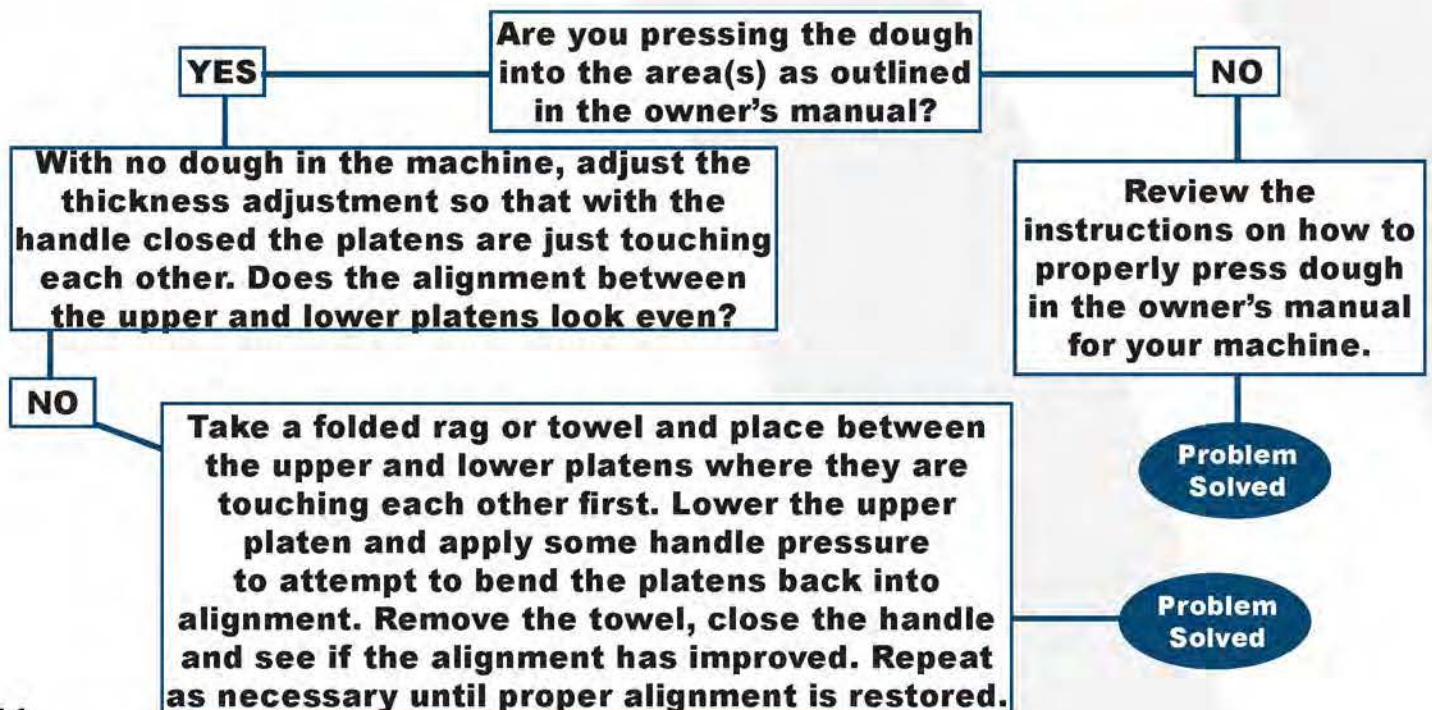 Are you pressing the dough
into the area(s) as outlined
in the owner's manual?
YES
NO
With no dough in the machine, adjust the
thickness adjustment so that with the
handle closed the platens are just touching
each other. Does the alignment between
the upper and lower platens look even?
Review the
instructions on how to
properly press dough
in the owner's manual
for your machine.
NO
Problem
Solved
Take a folded rag or towel and place between
the upper and lower platens where they are
touching each other first. Lower the upper
platen and apply some handle pressure
to attempt to bend the platens back into
alignment. Remove the towel, close the handle
and see if the alignment has improved. Repeat
as necessary until proper alignment is restored.
Problem
Solved